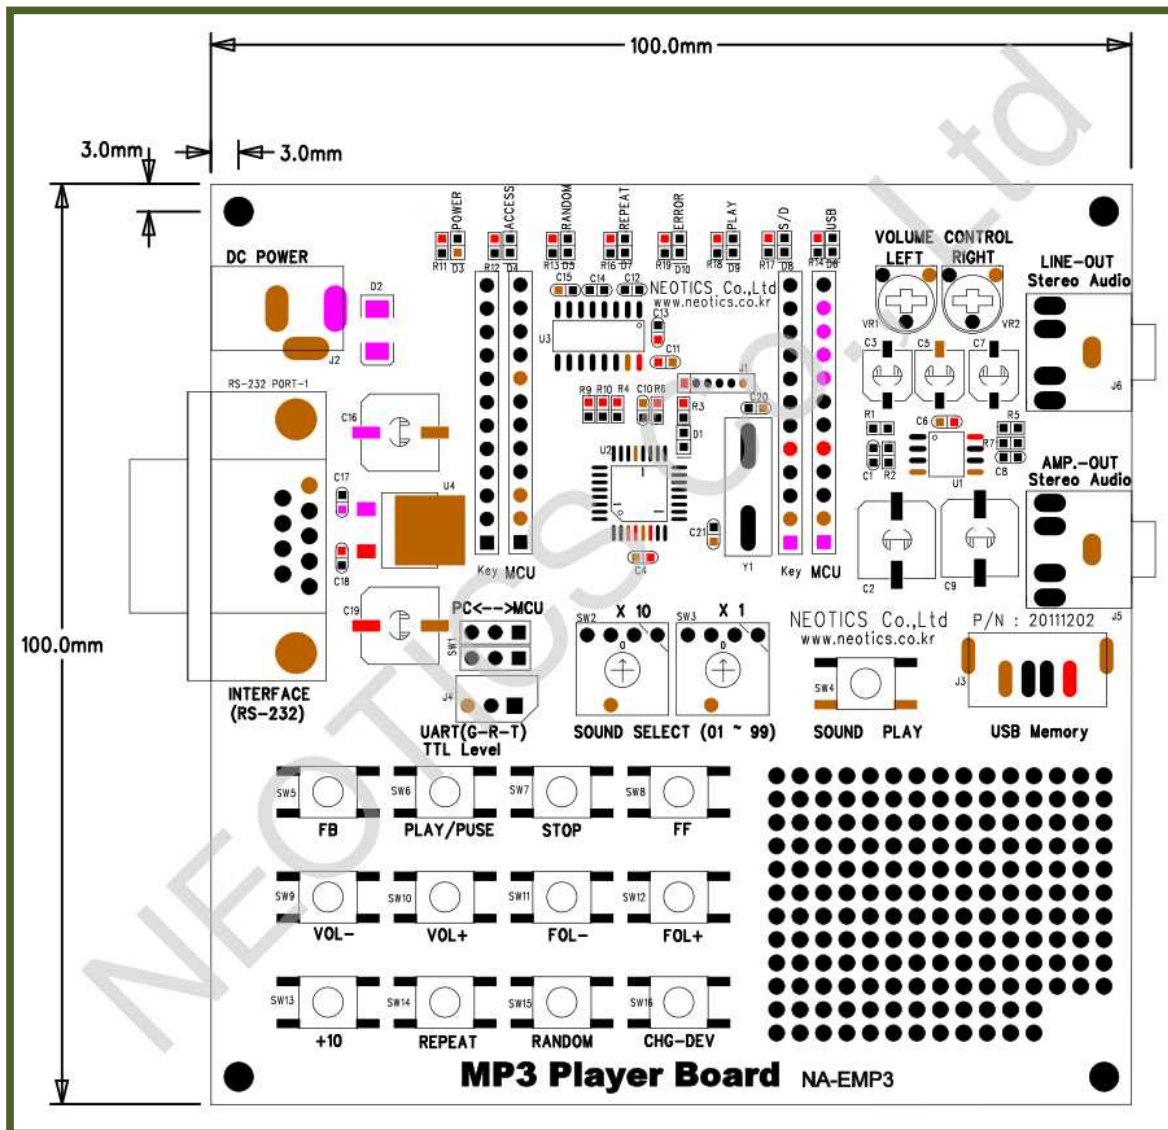 100.0mm
3.0mm
3.0mm
100.0mm
POWER
ACCESS
RANDOM
REPEAT
ERROR
PLAY
S/D
USB
R11 D3
R12 D4
R13 D5
R16 D7
R19 D10
R18 D9
R17 D8
R14 D6
DC POWER
D2
J2
VOLUME CONTROL
LEFT RIGHT
VR1
VR2
LINE-OUT
Stereo Audio
J6
C15 C14 C12
NEOTICS Co.,Ltd
www.neotics.co.kr
C13
U3
C11
J1
C3 C5 C7
RS-232 PORT-1
C16
R9 R10 R4 C10 R6
R3
D1
C20
U2
R1
C6
R5
R7
C1 R2
U1
C8
AMP.-OUT
Stereo Audio
J5
C17
U4
C18
C21
Y1
C4
C2
C9
Key MCU
Key MCU
C19
PC<-->MCU
SW1
J4
UART(G-R-T)
TTL Level
INTERFACE
(RS-232)
X 10
X 1
SW2
0
SW3
0
SOUND SELECT (01 ~ 99)
NEOTICS Co.,Ltd
www.neotics.co.kr
P/N : 20111202
SW4
SOUND PLAY
J3
USB Memory
SW5
FB
SW6
PLAY/PUSE
SW7
STOP
SW8
FF
SW9
VOL-
SW10
VOL+
SW11
FOL-
SW12
FOL+
SW13
+10
SW14
REPEAT
SW15
RANDOM
SW16
CHG-DEV
MP3 Player Board NA-EMP3
NEOTICS Co.,Ltd